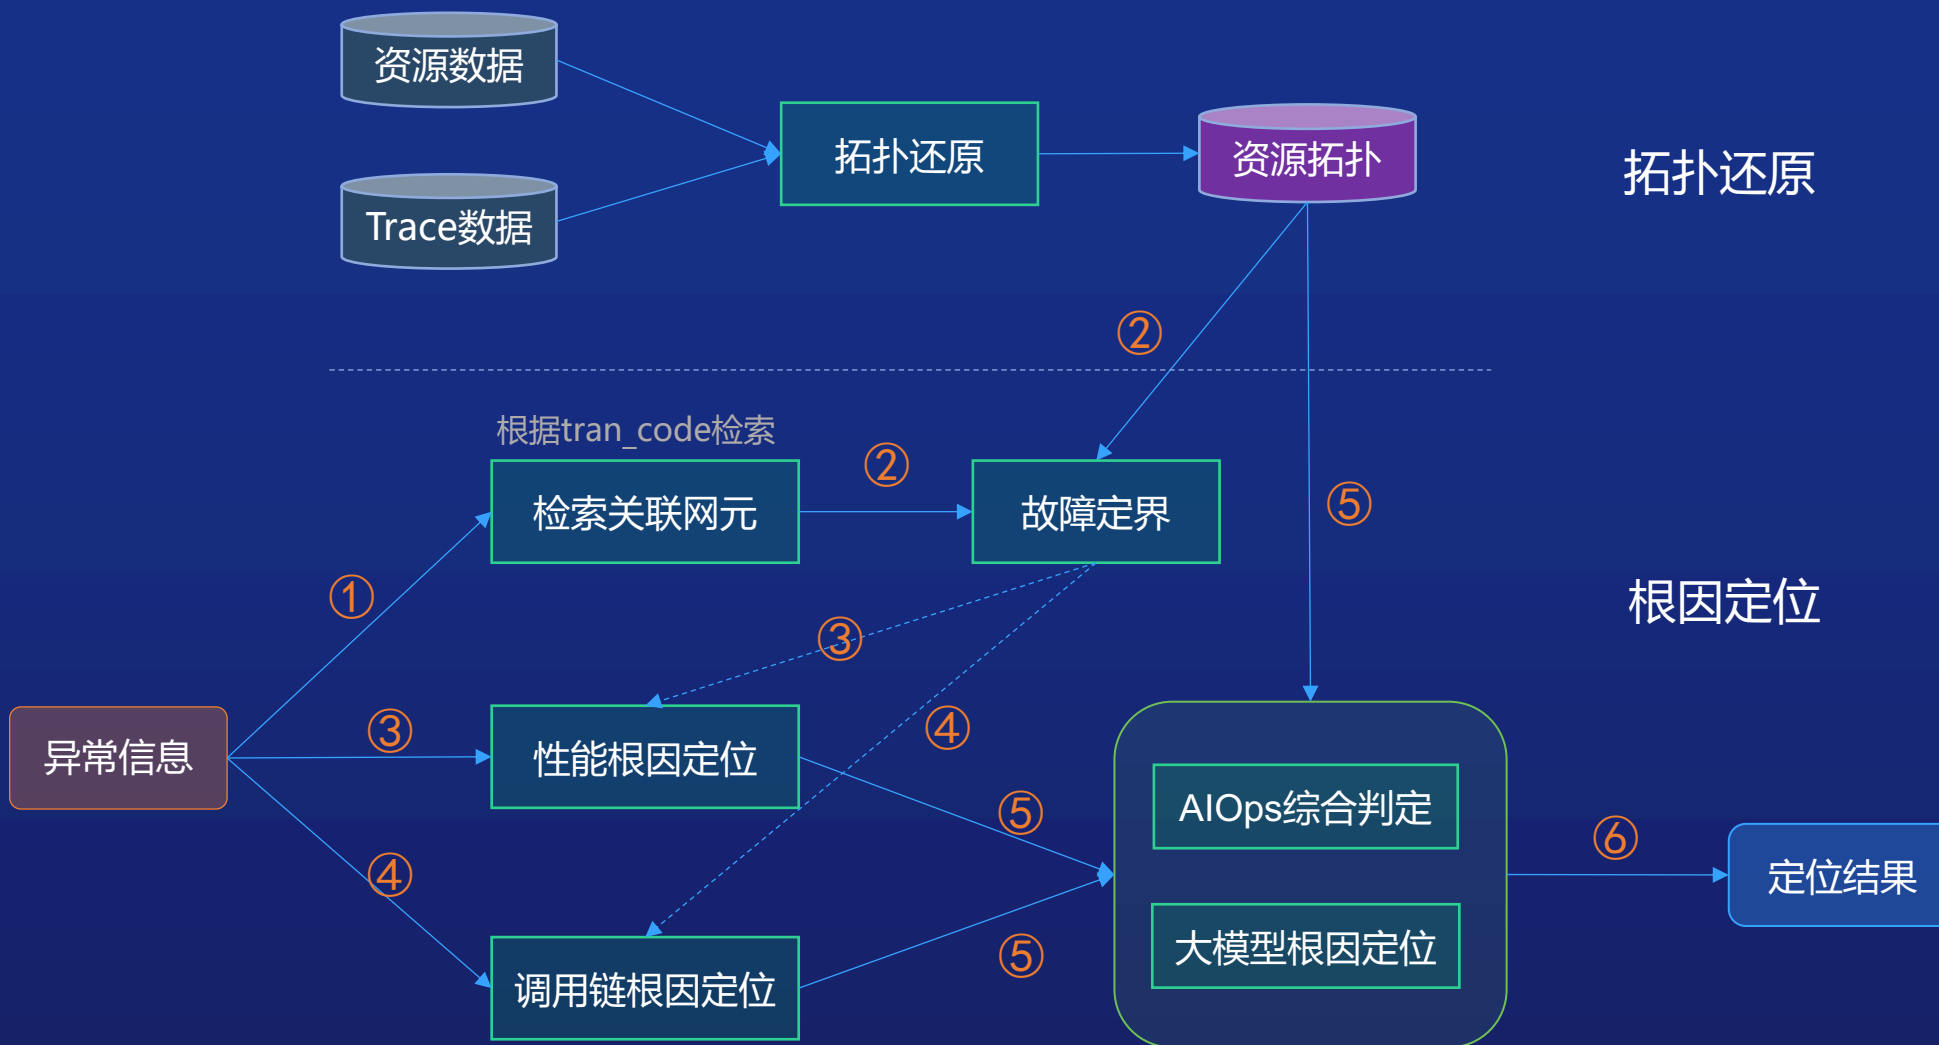 资源数据
Trace数据
拓扑还原
资源拓扑
拓扑还原
②
根据tran_code检索
检索关联网元
②
故障定界
⑤
①
③
根因定位
异常信息
③
性能根因定位
④
④
调用链根因定位
⑤
⑤
AIOps综合判定
大模型根因定位
⑥
定位结果